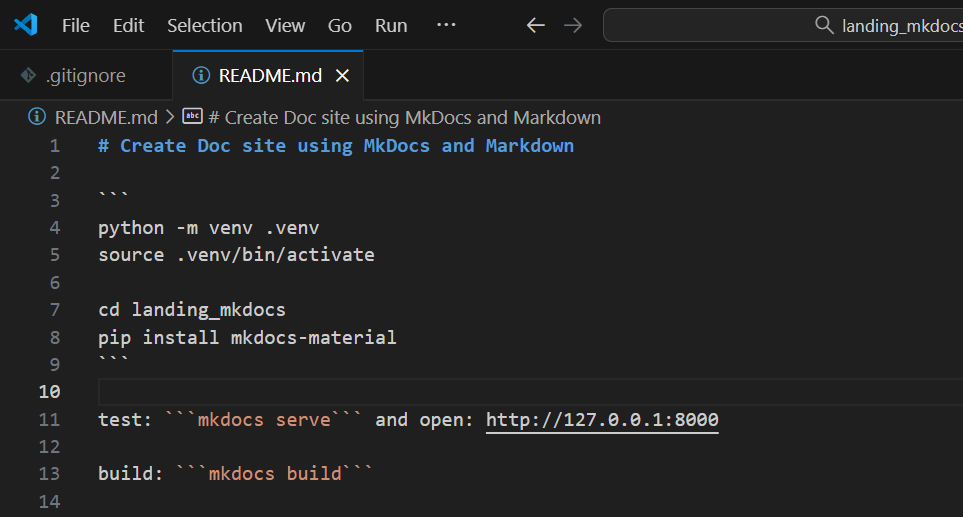 File Edit Selection View Go Run ··· ← → landing_mkdocs
.gitignore README.md ×
README.md > abc # Create Doc site using MkDocs and Markdown
1 # Create Doc site using MkDocs and Markdown
2
3 ```
4 python -m venv .venv
5 source .venv/bin/activate
6
7 cd landing_mkdocs
8 pip install mkdocs-material
9 ```
10
11 test: ```mkdocs serve``` and open: http://127.0.0.1:8000
12
13 build: ```mkdocs build```
14